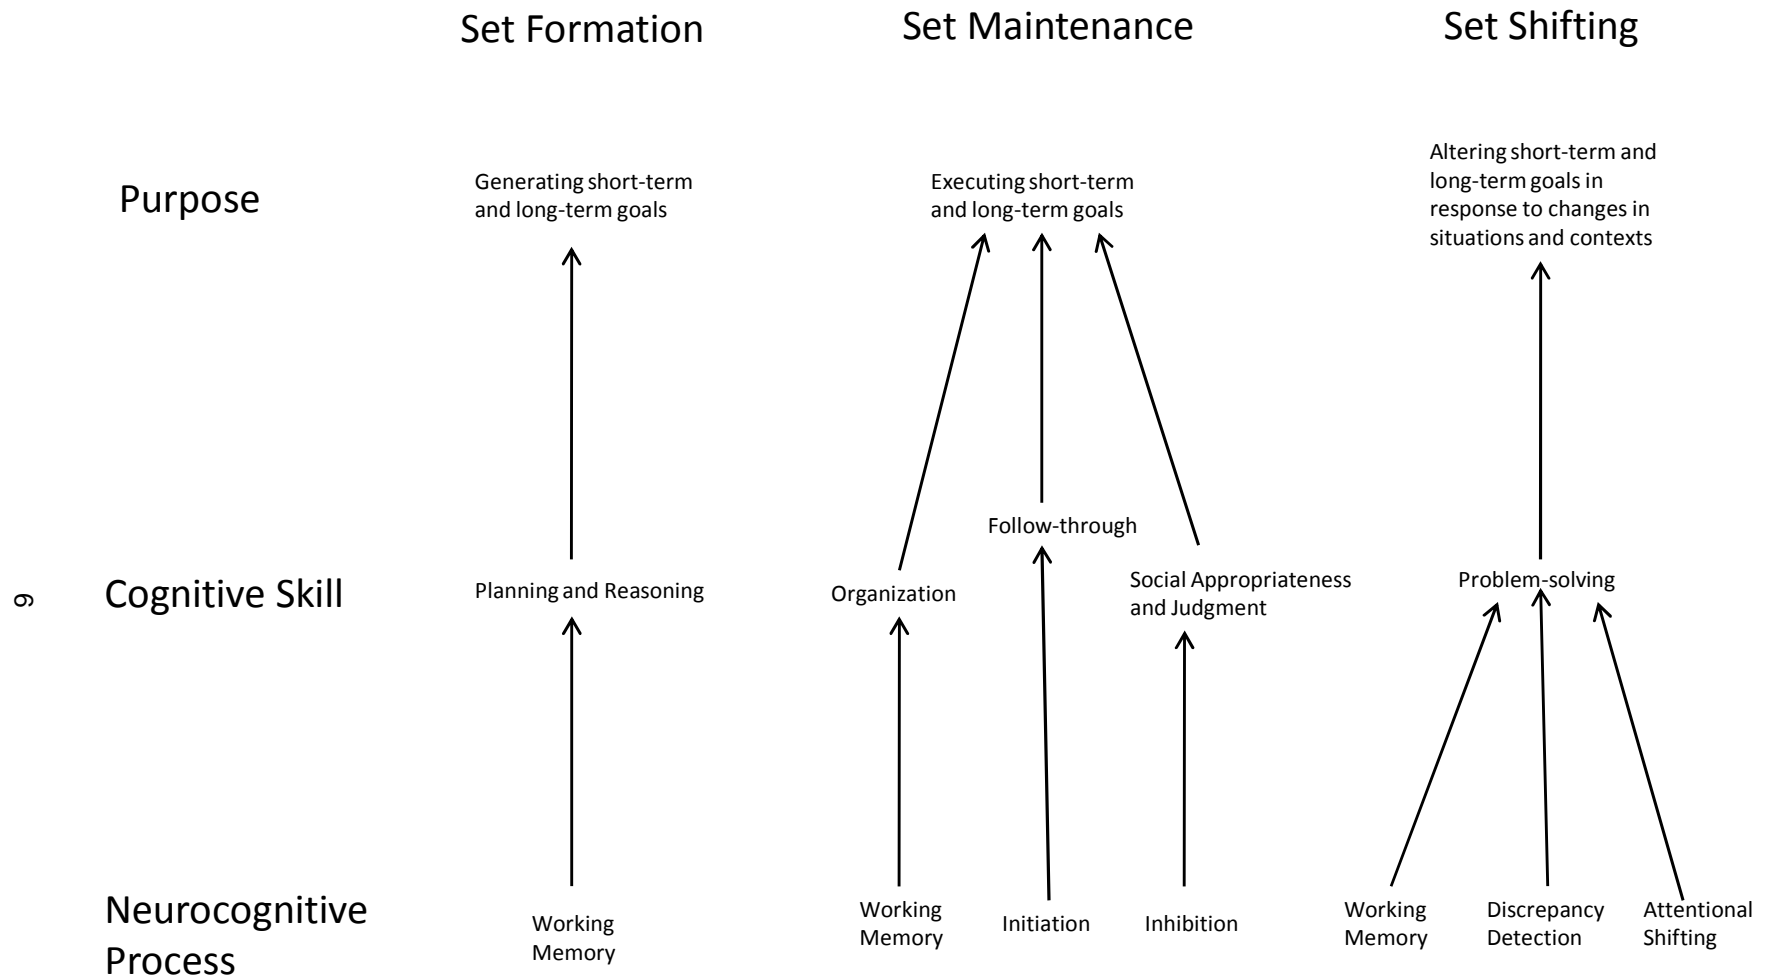 Set Formation
Set Maintenance
Set Shifting
Purpose
Generating short-term
and long-term goals
Executing short-term
and long-term goals
Altering short-term and
long-term goals in
response to changes in
situations and contexts
Follow-through
9
Cognitive Skill
Planning and Reasoning
Organization
Social Appropriateness
and Judgment
Problem-solving
Neurocognitive
Process
Working
Memory
Working
Memory
Initiation
Inhibition
Working
Memory
Discrepancy
Detection
Attentional
Shifting